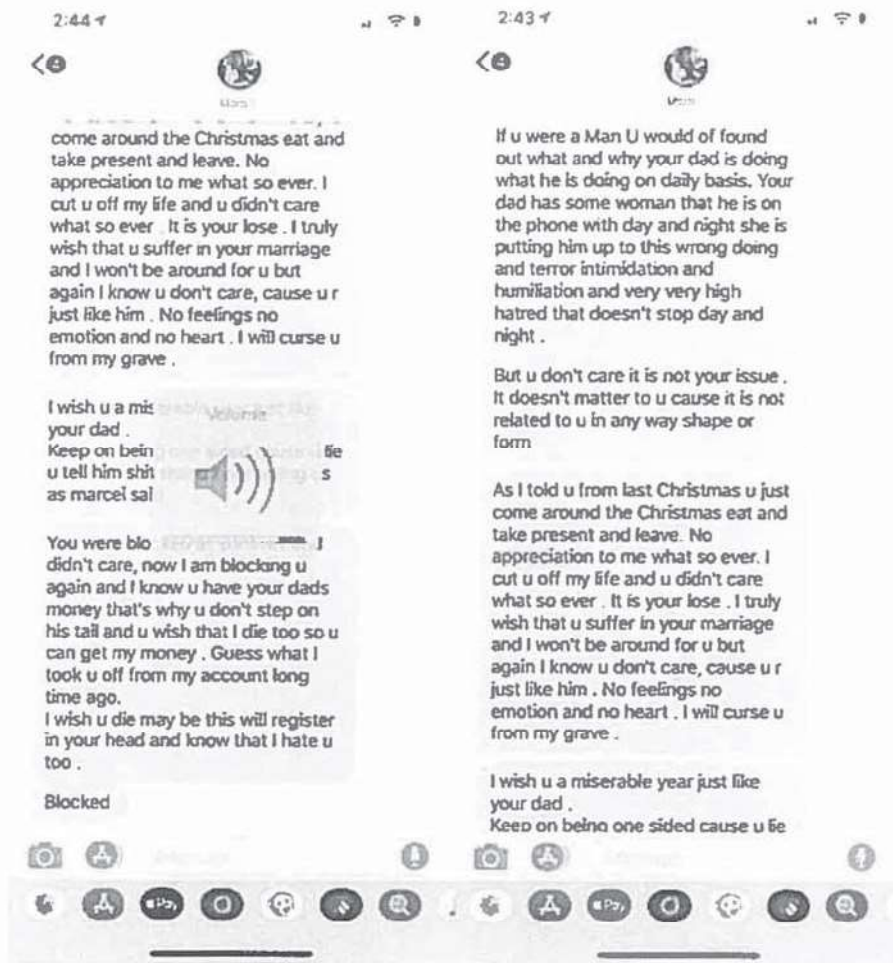 2:44
come around the Christmas eat and
take present and leave. No
appreciation to me what so ever. I
cut u off my life and u didn't care
what so ever . It is your lose . I truly
wish that u suffer in your marriage
and I won't be around for u but
again I know u don't care, cause u r
just like him . No feelings no
emotion and no heart . I will curse u
from my grave .
I wish u a mis
your dad .
Keep on bein lie
u tell him shit s
as marcel sai
Volume
You were blo
didn't care, now I am blocking u
again and I know u have your dads
money that's why u don't step on
his tail and u wish that I die too so u
can get my money . Guess what I
took u off from my account long
time ago.
I wish u die may be this will register
in your head and know that I hate u
too .
Blocked
2:43
If u were a Man U would of found
out what and why your dad is doing
what he is doing on daily basis. Your
dad has some woman that he is on
the phone with day and night she is
putting him up to this wrong doing
and terror intimidation and
humiliation and very very high
hatred that doesn't stop day and
night .
But u don't care it is not your issue .
It doesn't matter to u cause it is not
related to u in any way shape or
form
As I told u from last Christmas u just
come around the Christmas eat and
take present and leave. No
appreciation to me what so ever. I
cut u off my life and u didn't care
what so ever . It is your lose . I truly
wish that u suffer in your marriage
and I won't be around for u but
again I know u don't care, cause u r
just like him . No feelings no
emotion and no heart . I will curse u
from my grave .
I wish u a miserable year just like
your dad .
Keep on being one sided cause u lie